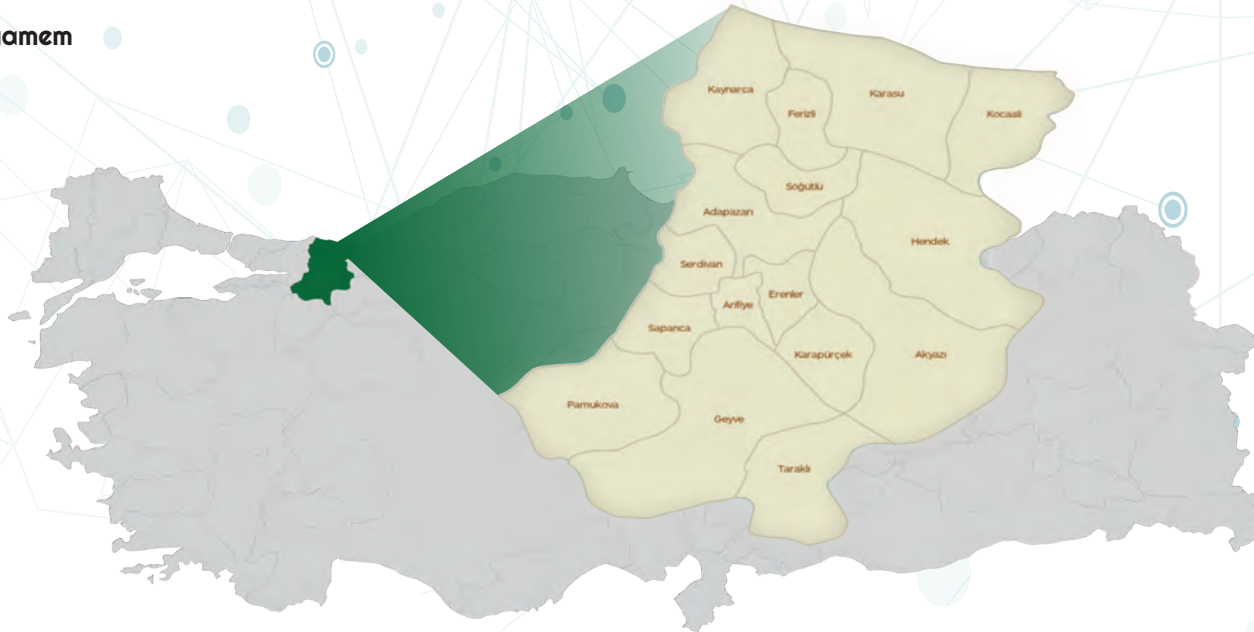 amem
Kaynarca
Ferizli
Karasu
Kocaali
Söğütlü
Adapazarı
Hendek
Serdivan
Erenler
Arifiye
Sapanca
Karapürçek
Akyazı
Pamukova
Geyve
Taraklı